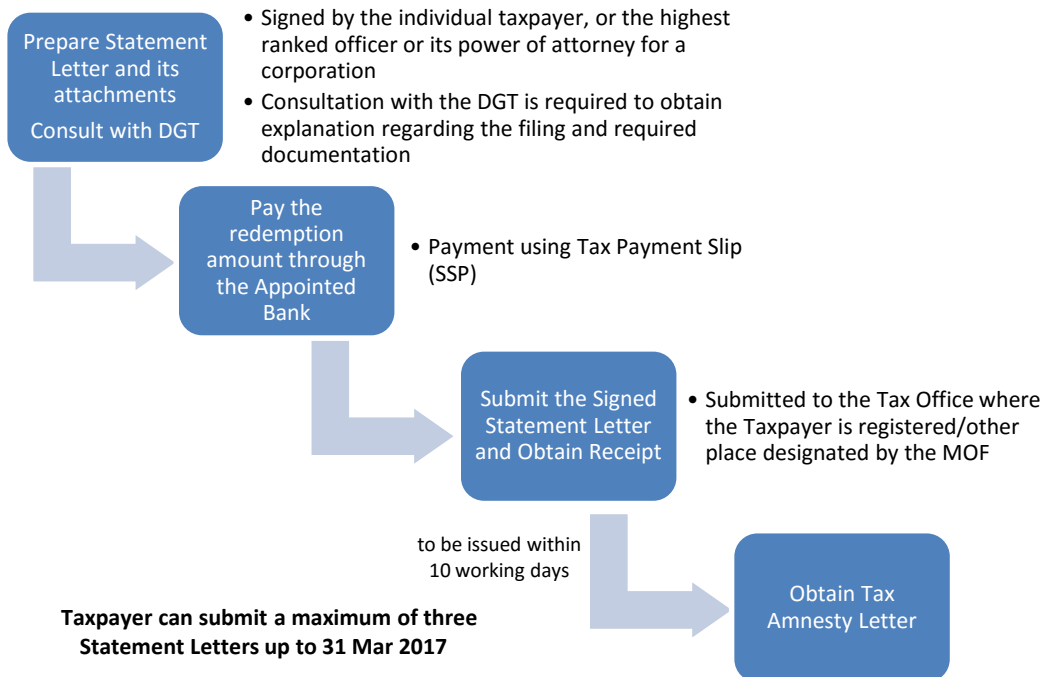 Prepare Statement
Letter and its
attachments
Consult with DGT
• Signed by the individual taxpayer, or the highest
ranked officer or its power of attorney for a
corporation
• Consultation with the DGT is required to obtain
explanation regarding the filing and required
documentation
Pay the
redemption
amount through
the Appointed
Bank
• Payment using Tax Payment Slip
(SSP)
Submit the Signed
Statement Letter
and Obtain Receipt
• Submitted to the Tax Office where
the Taxpayer is registered/other
place designated by the MOF
to be issued within
10 working days
Obtain Tax
Amnesty Letter
Taxpayer can submit a maximum of three
Statement Letters up to 31 Mar 2017